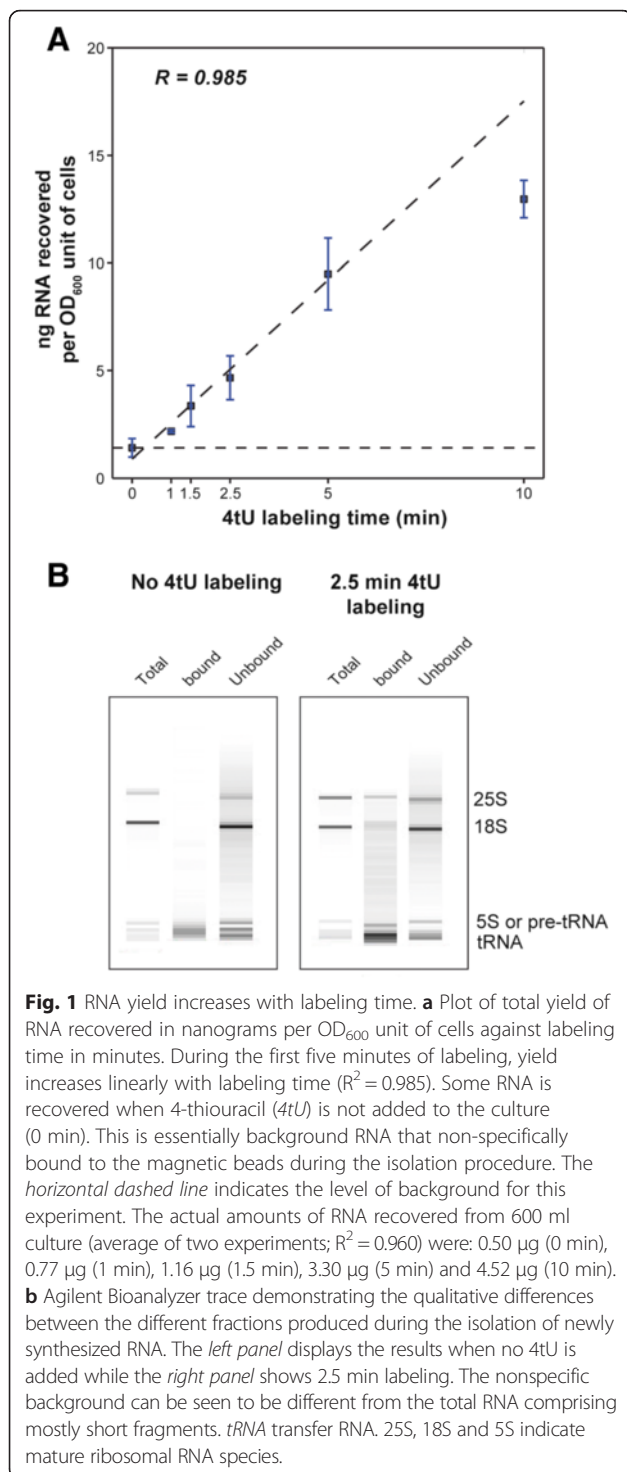 A
R = 0.985
20
15
10
5
0
ng RNA recovered
per OD600 unit of cells
0 1 1.5 2.5 5 10
4tU labeling time (min)
B
No 4tU labeling
2.5 min 4tU
labeling
Total bound Unbound
Total bound Unbound
25S
18S
5S or pre-tRNA
tRNA
Fig. 1 RNA yield increases with labeling time. a Plot of total yield of
RNA recovered in nanograms per OD600 unit of cells against labeling
time in minutes. During the first five minutes of labeling, yield
increases linearly with labeling time (R2 = 0.985). Some RNA is
recovered when 4-thiouracil (4tU) is not added to the culture
(0 min). This is essentially background RNA that non-specifically
bound to the magnetic beads during the isolation procedure. The
horizontal dashed line indicates the level of background for this
experiment. The actual amounts of RNA recovered from 600 ml
culture (average of two experiments; R2 = 0.960) were: 0.50 μg (0 min),
0.77 μg (1 min), 1.16 μg (1.5 min), 3.30 μg (5 min) and 4.52 μg (10 min).
b Agilent Bioanalyzer trace demonstrating the qualitative differences
between the different fractions produced during the isolation of newly
synthesized RNA. The left panel displays the results when no 4tU is
added while the right panel shows 2.5 min labeling. The nonspecific
background can be seen to be different from the total RNA comprising
mostly short fragments. tRNA transfer RNA. 25S, 18S and 5S indicate
mature ribosomal RNA species.